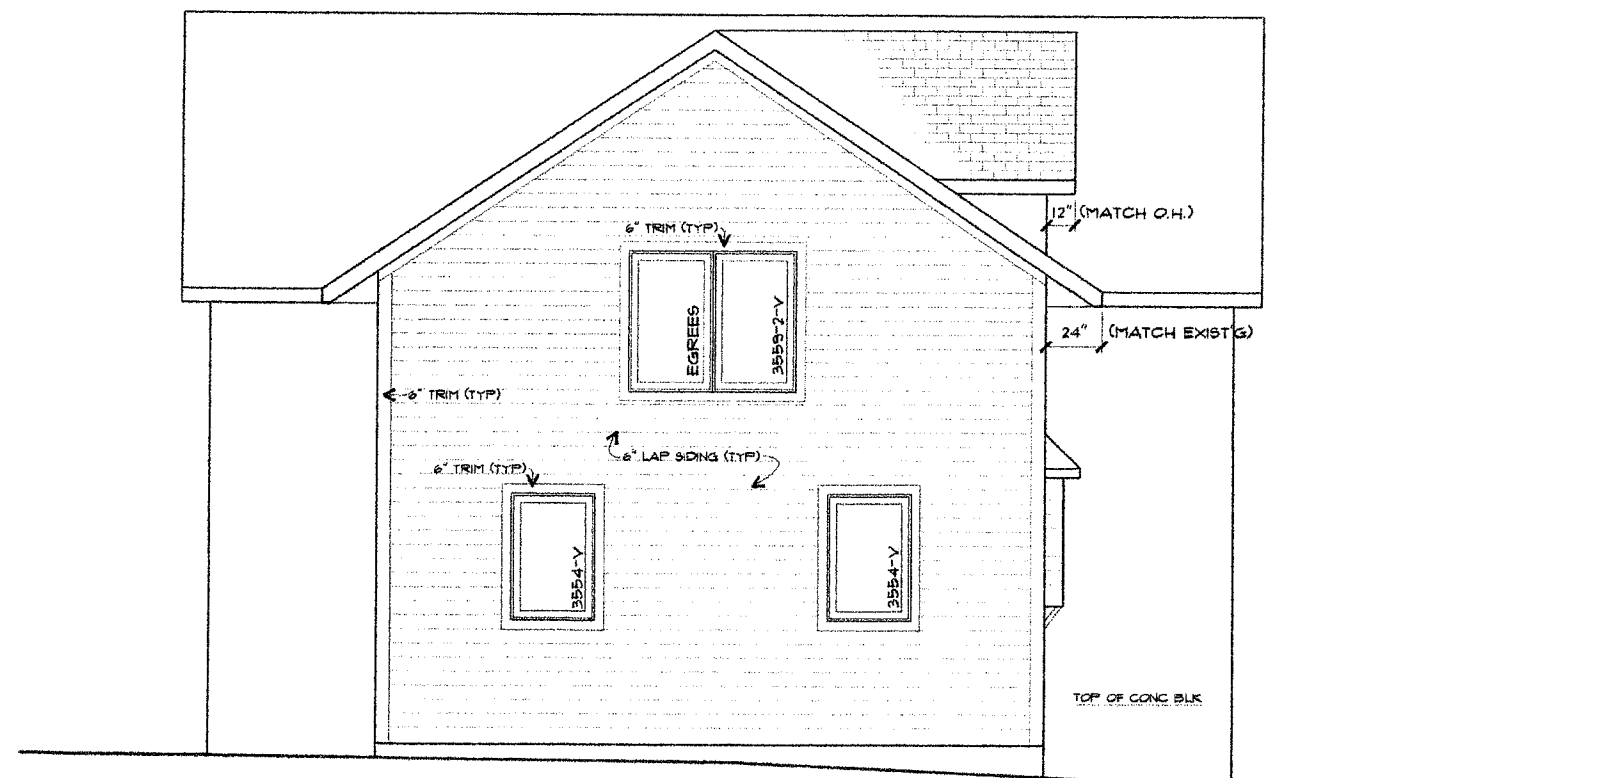 12" (MATCH O.H.)
6" TRIM (TYP)
EGREES
3559-2-V
24" (MATCH EXIST'G)
6" TRIM (TYP)
6" LAP SIDING (TYP)
6" TRIM (TYP)
3554-V
3554-V
TOP OF CONC BLK